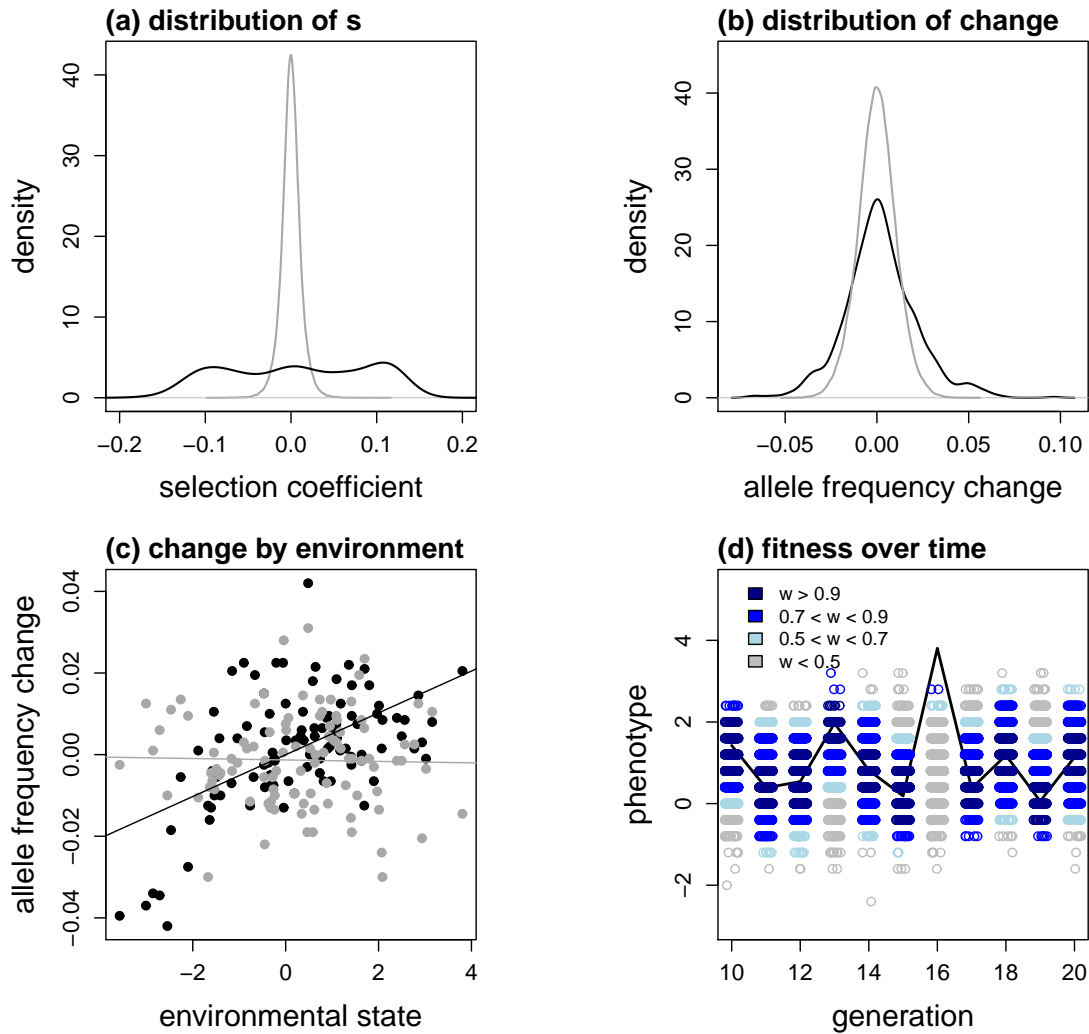 (a) distribution of s
density
0 10 20 30 40
−0.2 −0.1 0.0 0.1 0.2
selection coefficient
(b) distribution of change
density
0 10 20 30 40
−0.05 0.00 0.05 0.10
allele frequency change
(c) change by environment
allele frequency change
−0.04 −0.02 0.00 0.02 0.04
−2 0 2 4
environmental state
(d) fitness over time
w > 0.9
0.7 < w < 0.9
0.5 < w < 0.7
w < 0.5
phenotype
−2 0 2 4
10 12 14 16 18 20
generation